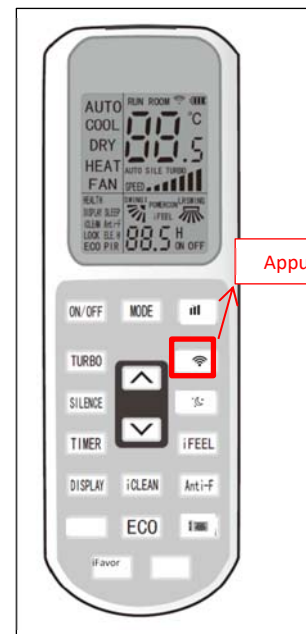 AUTO RUN ROOM
COOL 88.5 °C
DRY
HEAT AUTO SILE TURBO
FAN SPEED
HEALTH SWING POWERCON LRSWING
DISPLAY SLEEP iFEEL
iCLEAN Anti-F
LOCK ELE H 88.5 H
ECO PIR ON OFF
Appu
ON/OFF MODE
TURBO
SILENCE
TIMER iFEEL
DISPLAY iCLEAN Anti-F
ECO
iFavor